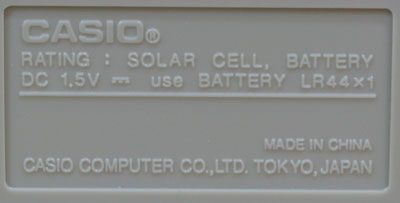 CASIO®
RATING : SOLAR CELL, BATTERY
DC 1.5V ⎓ use BATTERY LR44×1
MADE IN CHINA
CASIO COMPUTER CO.,LTD. TOKYO,JAPAN